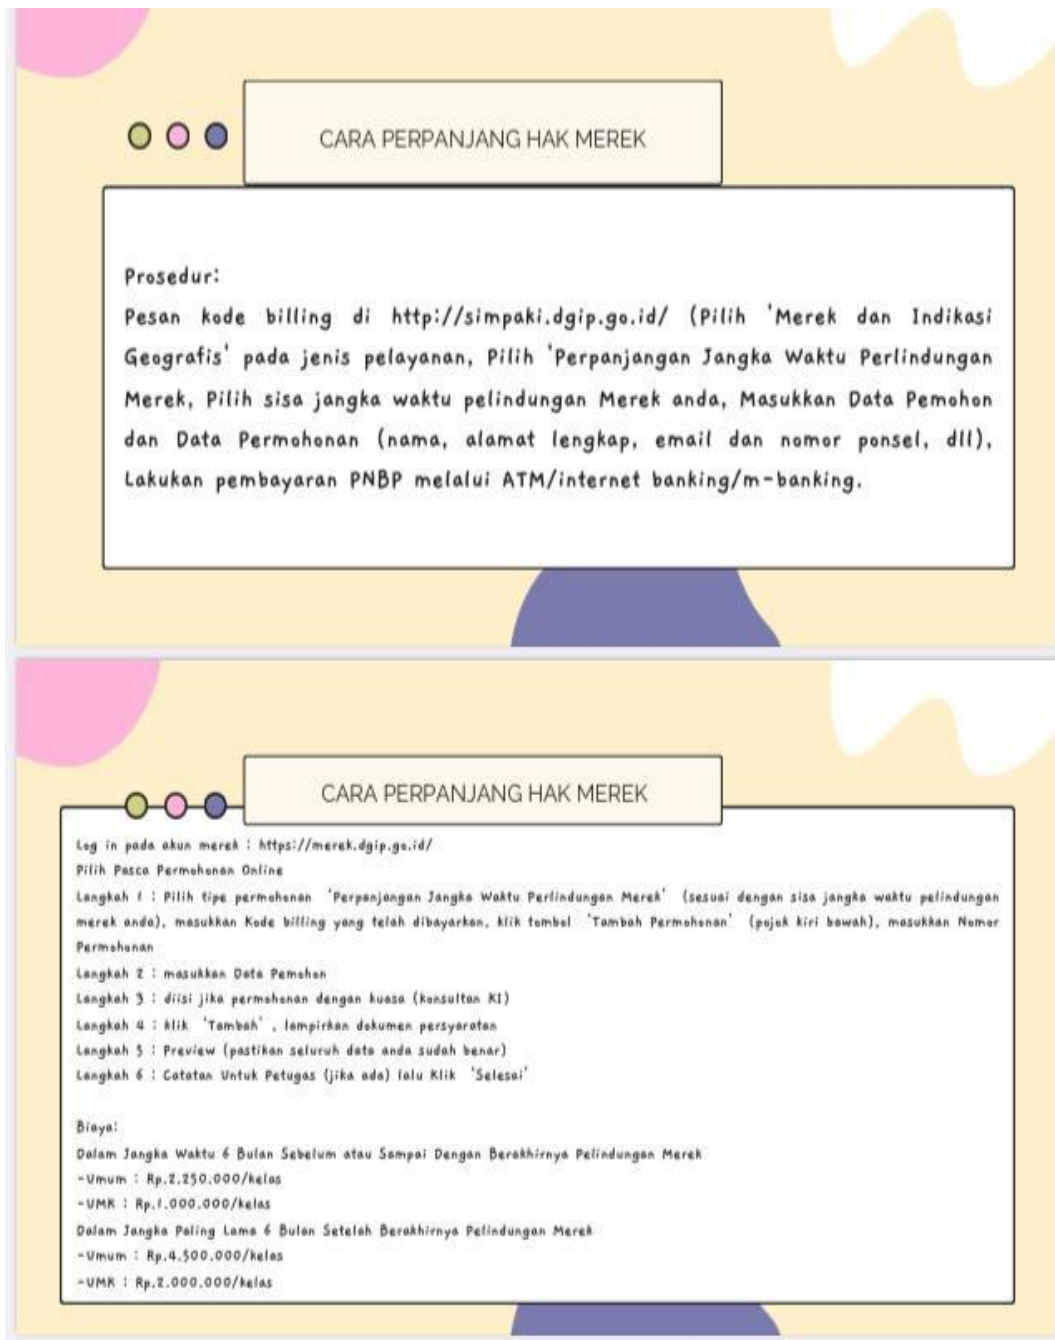 CARA PERPANJANG HAK MEREK
Prosedur:
Pesan kode billing di http://simpaki.dgip.go.id/ (Pilih 'Merek dan Indikasi
Geografis' pada jenis pelayanan, Pilih 'Perpanjangan Jangka Waktu Perlindungan
Merek, Pilih sisa jangka waktu pelindungan Merek anda, Masukkan Data Pemohon
dan Data Permohonan (nama, alamat lengkap, email dan nomor ponsel, dll),
Lakukan pembayaran PNBP melalui ATM/internet banking/m-banking.
CARA PERPANJANG HAK MEREK
Log in pada akun merek : https://merek.dgip.go.id/
Pilih Pasca Permohonan Online
Langkah 1 : Pilih tipe permohonan 'Perpanjangan Jangka Waktu Perlindungan Merek' (sesuai dengan sisa jangka waktu pelindungan
merek anda), masukkan Kode billing yang telah dibayarkan, klik tombol 'Tambah Permohonan' (pojok kiri bawah), masukkan Nomor
Permohonan
Langkah 2 : masukkan Data Pemohon
Langkah 3 : diisi jika permohonan dengan kuasa (konsultan KI)
Langkah 4 : klik 'Tambah', lampirkan dokumen persyaratan
Langkah 5 : Preview (pastikan seluruh data anda sudah benar)
Langkah 6 : Catatan Untuk Petugas (jika ada) lalu Klik 'Selesai'
Biaya:
Dalam Jangka Waktu 6 Bulan Sebelum atau Sampai Dengan Berakhirnya Pelindungan Merek
-Umum : Rp.2.250.000/kelas
-UMK : Rp.1.000.000/kelas
Dalam Jangka Paling Lama 6 Bulan Setelah Berakhirnya Pelindungan Merek
-Umum : Rp.4.500.000/kelas
-UMK : Rp.2.000.000/kelas